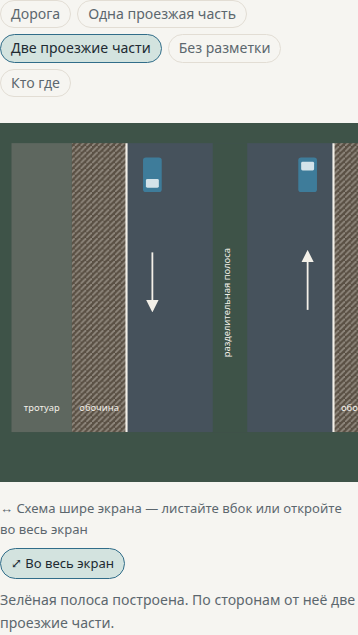 Дорога
Одна проезжая часть
Две проезжие части
Без разметки
Кто где
разделительная полоса
тротуар
обочина
обо
↔ Схема шире экрана — листайте вбок или откройте
во весь экран
⤢ Во весь экран
Зелёная полоса построена. По сторонам от неё две
проезжие части.